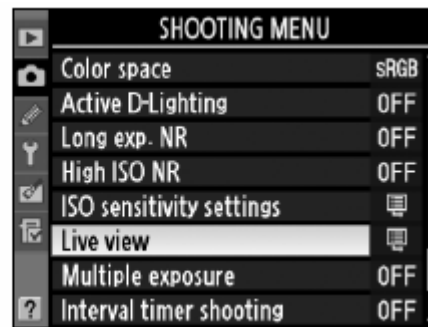 SHOOTING MENU
Color space sRGB
Active D-Lighting OFF
Long exp. NR OFF
High ISO NR OFF
ISO sensitivity settings
Live view
Multiple exposure OFF
? Interval timer shooting OFF